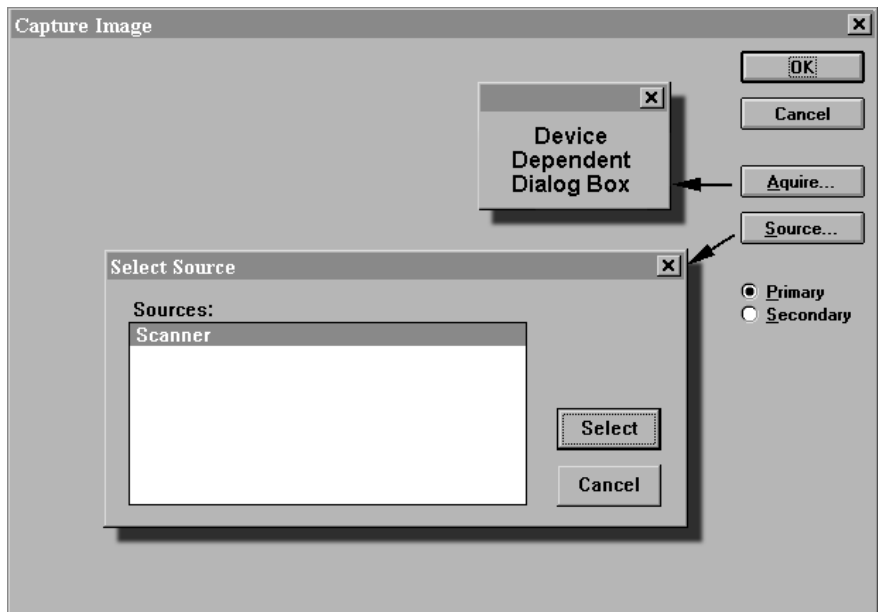 Capture Image
OK
Cancel
Device
Dependent
Dialog Box
Aquire...
Source...
Select Source
Primary
Secondary
Sources:
Scanner
Select
Cancel